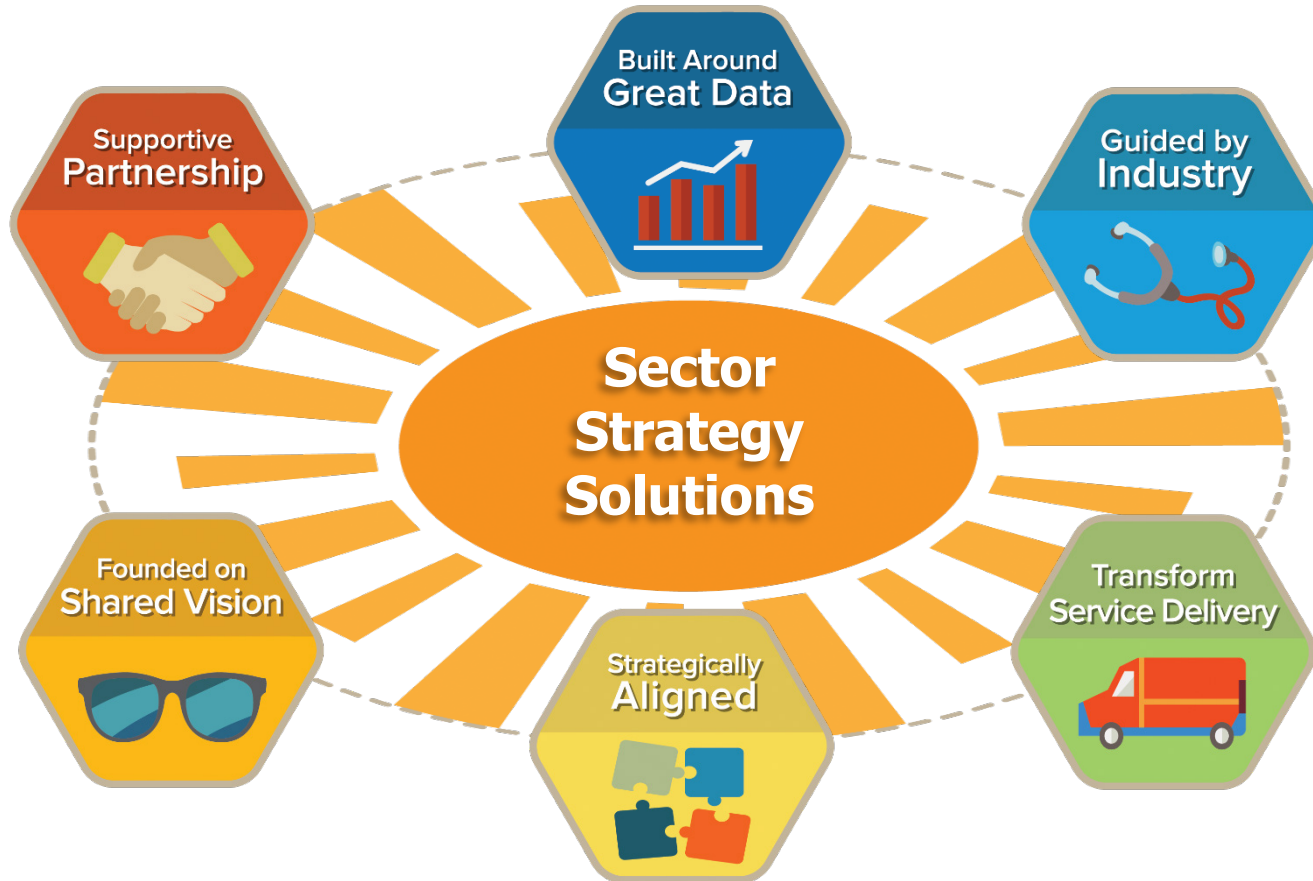 Built Around
Great Data
Supportive
Partnership
Guided by
Industry
Sector
Strategy
Solutions
Founded on
Shared Vision
Transform
Service Delivery
Strategically
Aligned